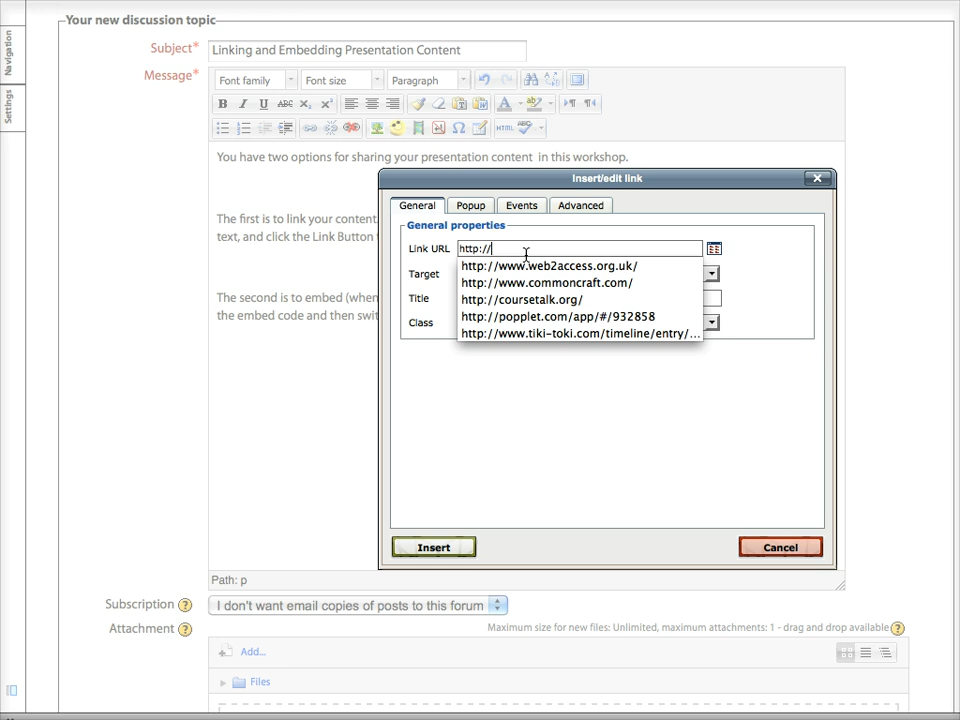 Your new discussion topic
Navigation
Settings
Subject* Linking and Embedding Presentation Content
Message* Font family Font size Paragraph
B I U ABC X₂ X² A ab
Ω HTML ABC
You have two options for sharing your presentation content in this workshop.
The first is to link your content.
text, and click the Link Button
The second is to embed (when
the embed code and then swit
Insert/edit link
General Popup Events Advanced
General properties
Link URL http://
http://www.web2access.org.uk/
http://www.commoncraft.com/
http://coursetalk.org/
http://popplet.com/app/#/932858
http://www.tiki-toki.com/timeline/entry/...
Target
Title
Class
Insert Cancel
Path: p
Subscription ? I don't want email copies of posts to this forum
Attachment ? Maximum size for new files: Unlimited, maximum attachments: 1 - drag and drop available ?
Add...
Files